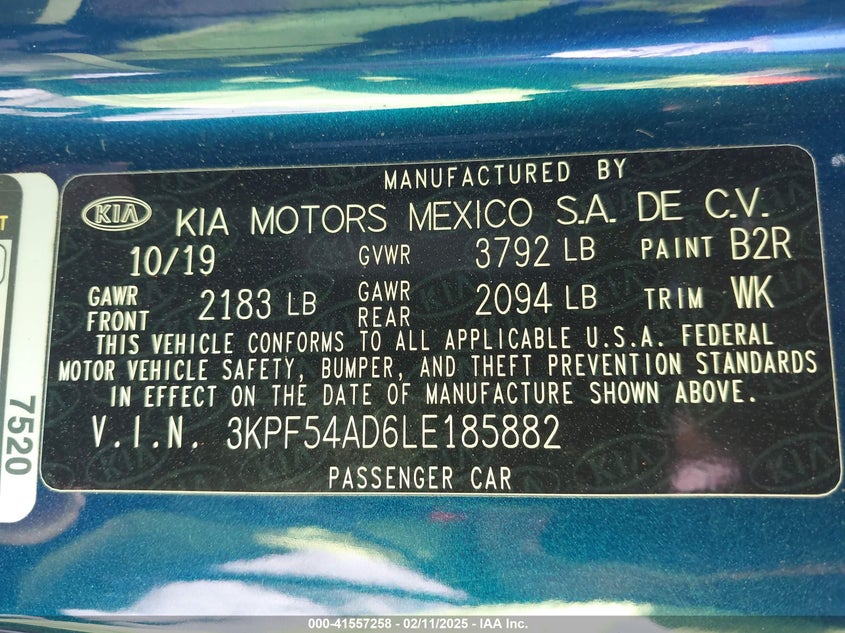 MANUFACTURED BY
KIA KIA MOTORS MEXICO S.A. DE C.V.
10/19 GVWR 3792 LB PAINT B2R
GAWR FRONT 2183 LB GAWR REAR 2094 LB TRIM WK
THIS VEHICLE CONFORMS TO ALL APPLICABLE U.S.A. FEDERAL
MOTOR VEHICLE SAFETY, BUMPER, AND THEFT PREVENTION STANDARDS
IN EFFECT ON THE DATE OF MANUFACTURE SHOWN ABOVE.
V.I.N. 3KPF54AD6LE185882
PASSENGER CAR
7520
000-41557258 - 02/11/2025 - IAA Inc.